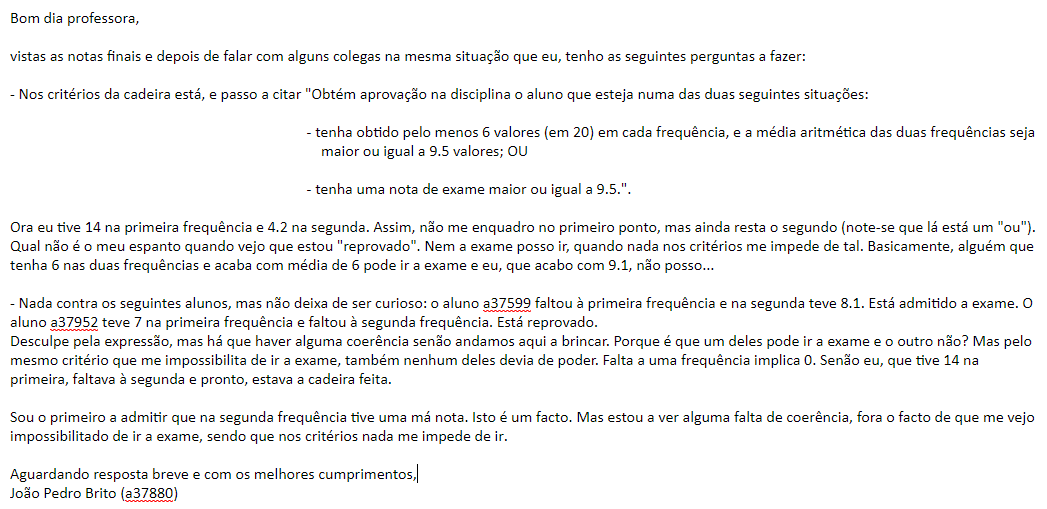 Bom dia professora,
vistas as notas finais e depois de falar com alguns colegas na mesma situação que eu, tenho as seguintes perguntas a fazer:
- Nos critérios da cadeira está, e passo a citar "Obtém aprovação na disciplina o aluno que esteja numa das duas seguintes situações:
- tenha obtido pelo menos 6 valores (em 20) em cada frequência, e a média aritmética das duas frequências seja
maior ou igual a 9.5 valores; OU
- tenha uma nota de exame maior ou igual a 9.5.".
Ora eu tive 14 na primeira frequência e 4.2 na segunda. Assim, não me enquadro no primeiro ponto, mas ainda resta o segundo (note-se que lá está um "ou").
Qual não é o meu espanto quando vejo que estou "reprovado". Nem a exame posso ir, quando nada nos critérios me impede de tal. Basicamente, alguém que
tenha 6 nas duas frequências e acaba com média de 6 pode ir a exame e eu, que acabo com 9.1, não posso...
- Nada contra os seguintes alunos, mas não deixa de ser curioso: o aluno a37599 faltou à primeira frequência e na segunda teve 8.1. Está admitido a exame. O
aluno a37952 teve 7 na primeira frequência e faltou à segunda frequência. Está reprovado.
Desculpe pela expressão, mas há que haver alguma coerência senão andamos aqui a brincar. Porque é que um deles pode ir a exame e o outro não? Mas pelo
mesmo critério que me impossibilita de ir a exame, também nenhum deles devia de poder. Falta a uma frequência implica 0. Senão eu, que tive 14 na
primeira, faltava à segunda e pronto, estava a cadeira feita.
Sou o primeiro a admitir que na segunda frequência tive uma má nota. Isto é um facto. Mas estou a ver alguma falta de coerência, fora o facto de que me vejo
impossibilitado de ir a exame, sendo que nos critérios nada me impede de ir.
Aguardando resposta breve e com os melhores cumprimentos,
João Pedro Brito (a37880)